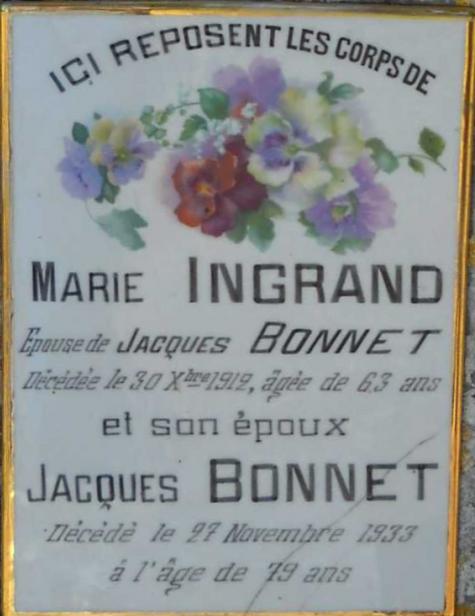 ICI REPOSENT LES CORPS DE
MARIE INGRAND
Epouse de JACQUES BONNET
Décédée le 30 Xbre 1912, âgée de 63 ans
et son époux
JACQUES BONNET
Décédé le 27 Novembre 1933
á l'âge de 79 ans